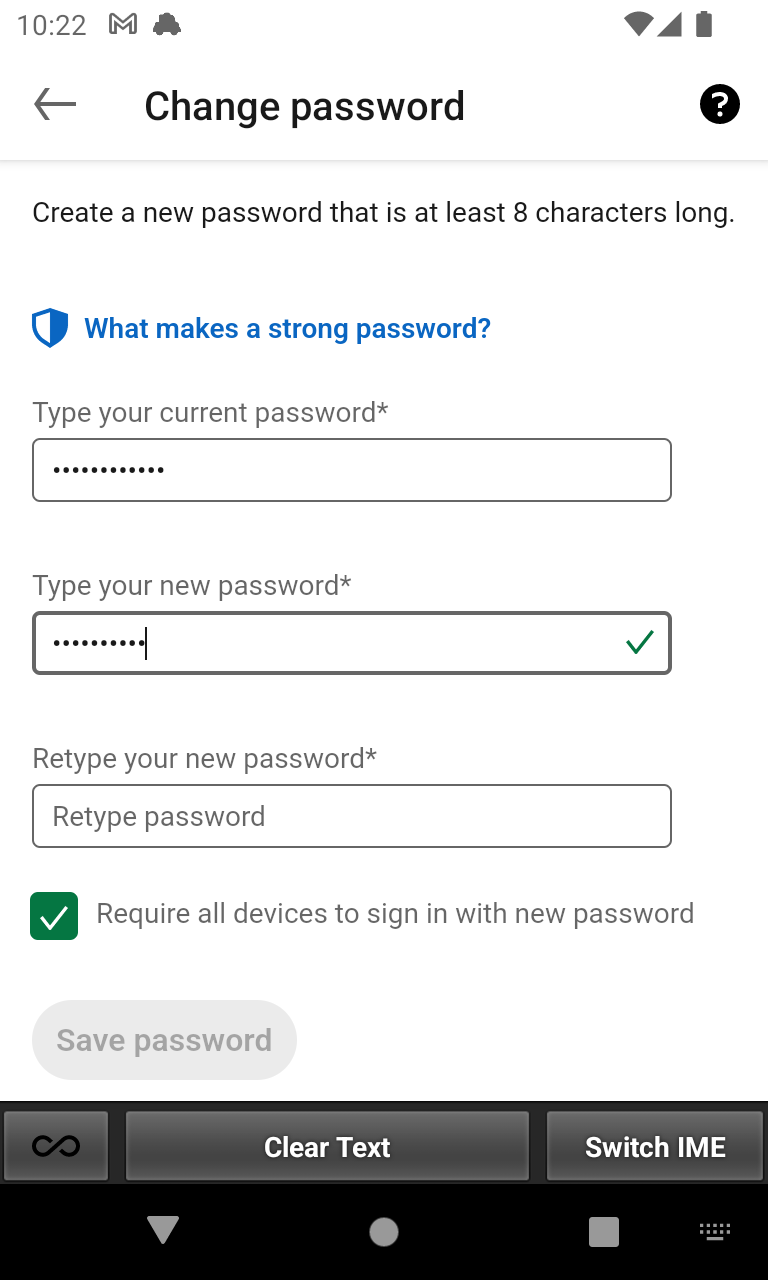 10:22
Change password
Create a new password that is at least 8 characters long.
What makes a strong password?
Type your current password*
••••••••••••
Type your new password*
••••••••••
Retype your new password*
Retype password
Require all devices to sign in with new password
Save password
Clear Text
Switch IME